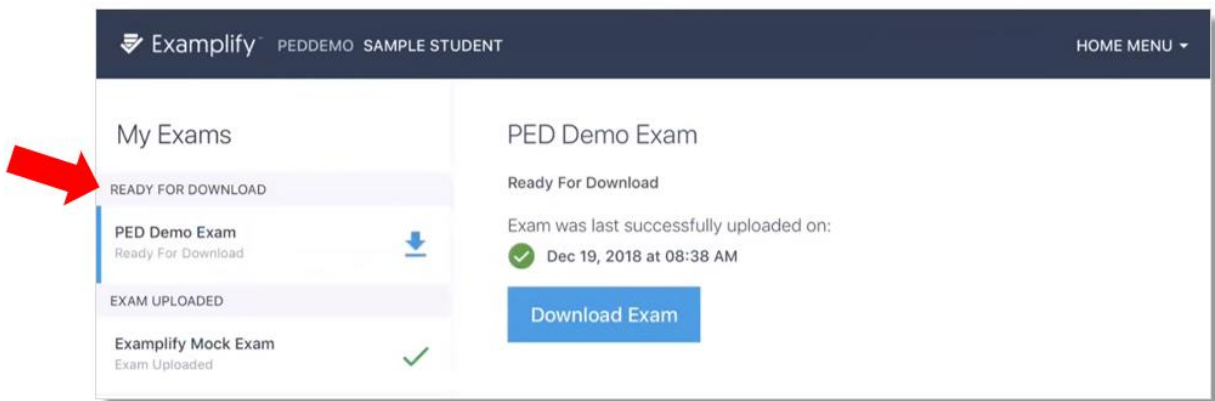 Examplify™ PEDDEMO SAMPLE STUDENT
HOME MENU
My Exams
READY FOR DOWNLOAD
PED Demo Exam
Ready For Download
EXAM UPLOADED
Examplify Mock Exam
Exam Uploaded
PED Demo Exam
Ready For Download
Exam was last successfully uploaded on:
Dec 19, 2018 at 08:38 AM
Download Exam